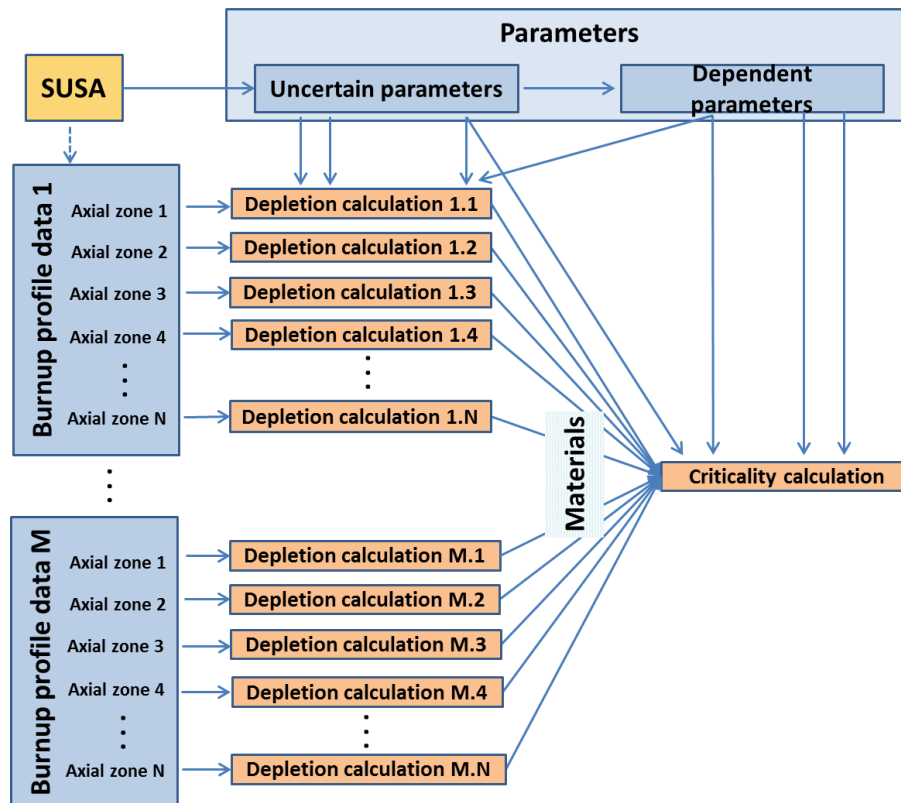 Parameters
SUSA
Uncertain parameters
Dependent
parameters
Burnup profile data 1
Axial zone 1
Depletion calculation 1.1
Axial zone 2
Depletion calculation 1.2
Axial zone 3
Depletion calculation 1.3
Axial zone 4
Depletion calculation 1.4
Axial zone N
Depletion calculation 1.N
Materials
Criticality calculation
Burnup profile data M
Axial zone 1
Depletion calculation M.1
Axial zone 2
Depletion calculation M.2
Axial zone 3
Depletion calculation M.3
Axial zone 4
Depletion calculation M.4
Axial zone N
Depletion calculation M.N